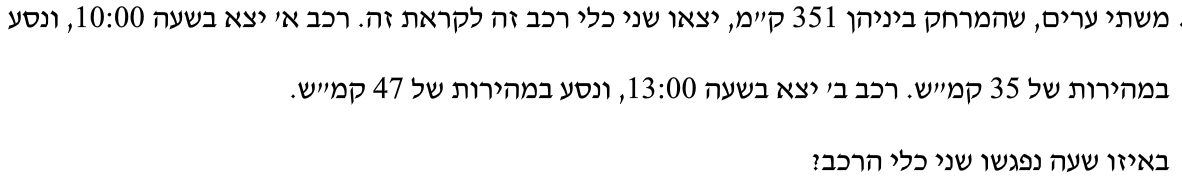 . משתי ערים, שהמרחק ביניהן 351 ק״מ, יצאו שני כלי רכב זה לקראת זה. רכב א׳ יצא בשעה 10:00, ונסע
במהירות של 35 קמ״ש. רכב ב׳ יצא בשעה 13:00, ונסע במהירות של 47 קמ״ש.
באיזו שעה נפגשו שני כלי הרכב?